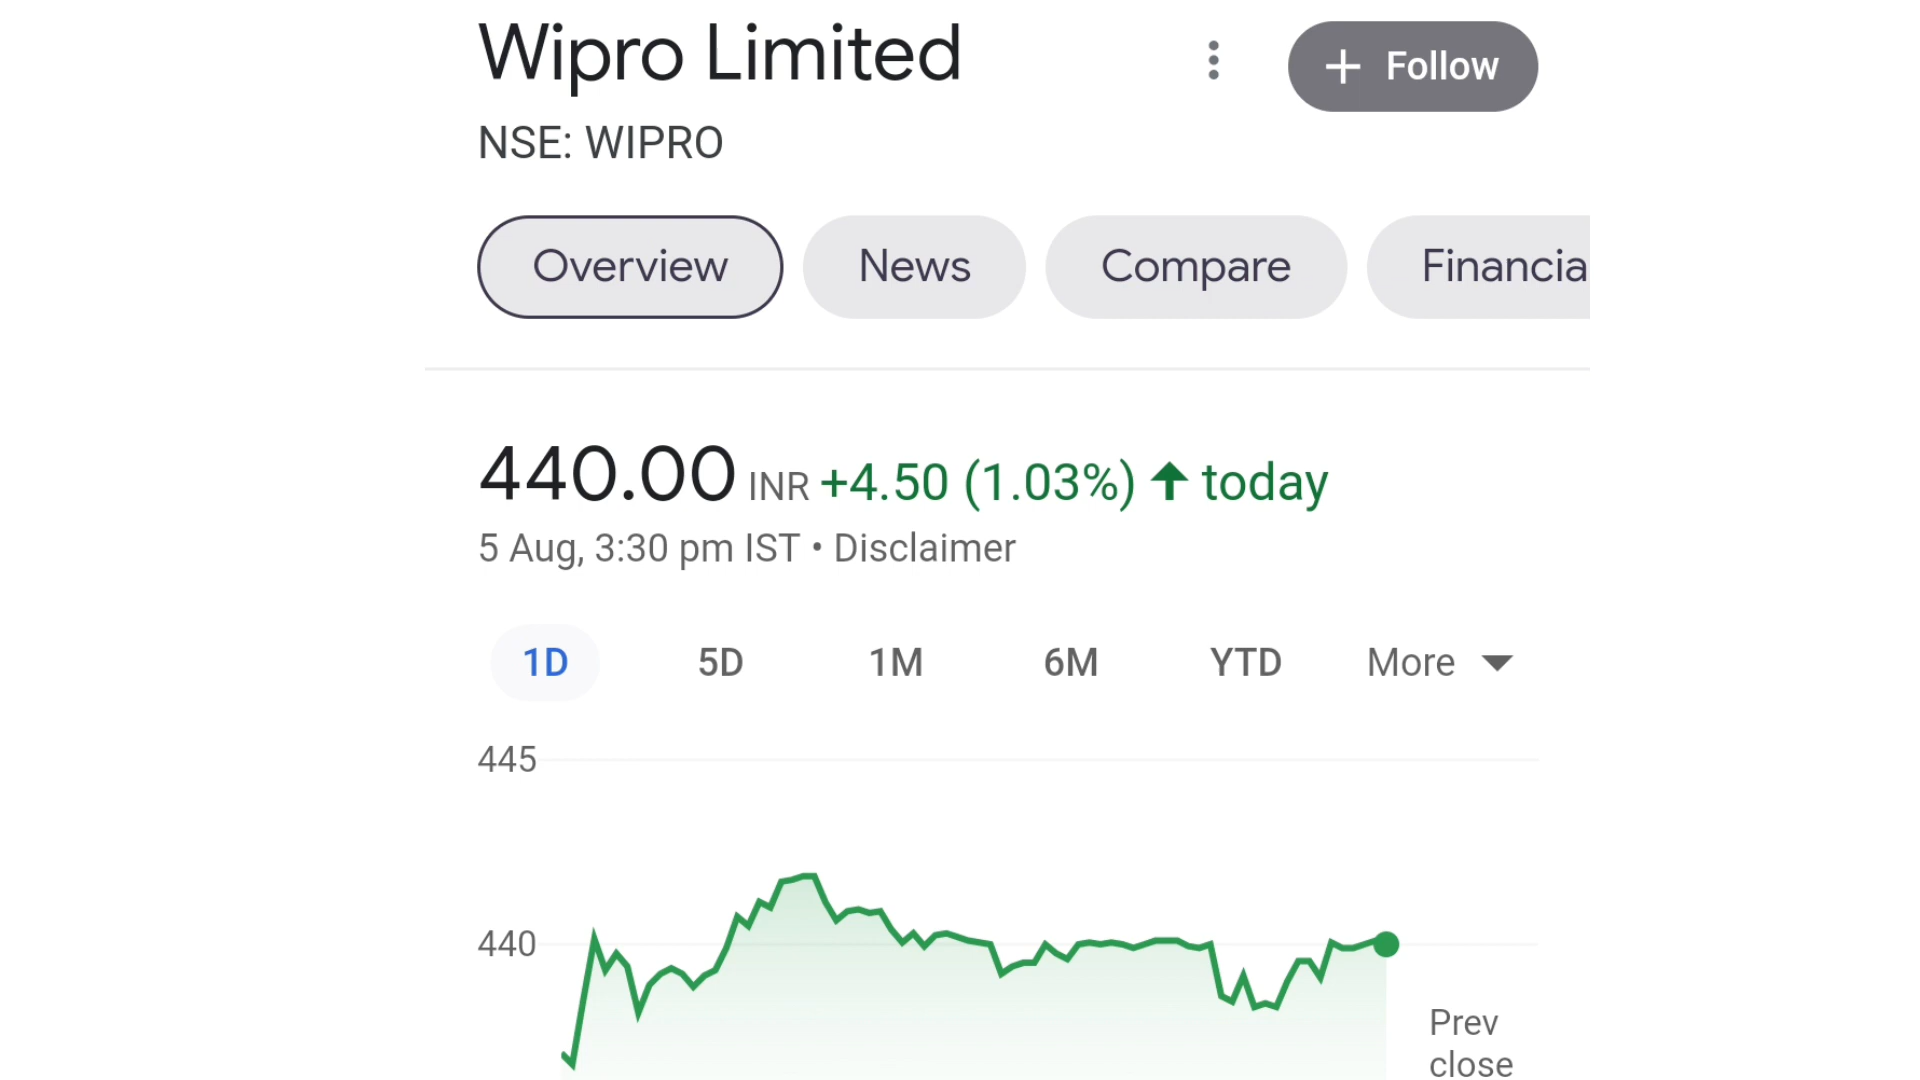 Wipro Limited
+ Follow
NSE: WIPRO
Overview News Compare Financia
440.00 INR +4.50 (1.03%) ↑ today
5 Aug, 3:30 pm IST • Disclaimer
1D 5D 1M 6M YTD More
445
440
Prev
close